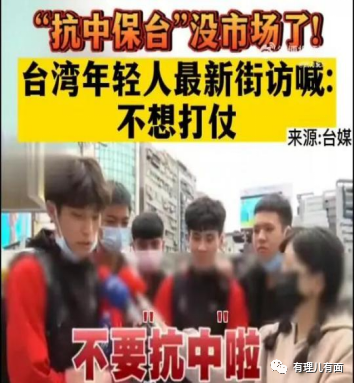 “抗中保台”没市场了!
台湾年轻人最新街访喊:
不想打仗
来源:台媒
不要"抗中"啦
有理儿有面